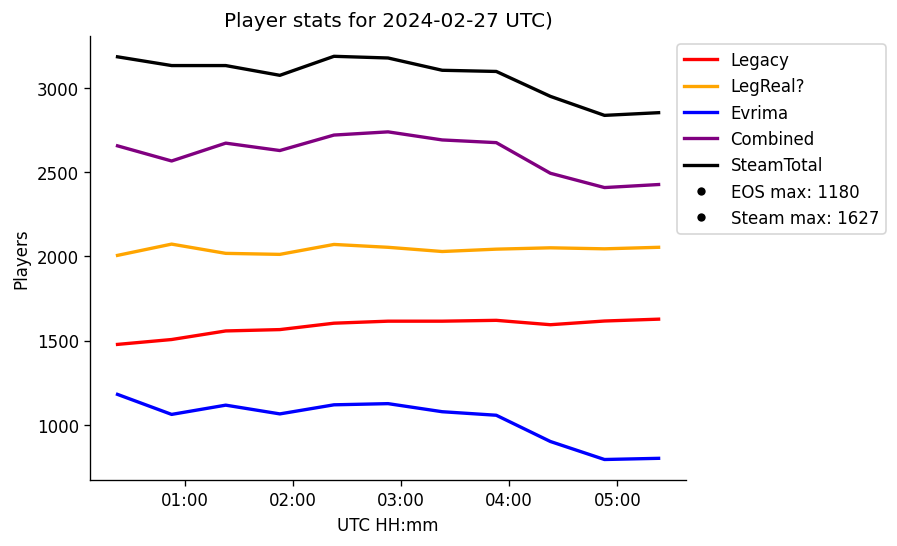 Player stats for 2024-02-27 UTC)
Legacy
LegReal?
Evrima
Combined
SteamTotal
EOS max: 1180
Steam max: 1627
Players
3000
2500
2000
1500
1000
01:00
02:00
03:00
04:00
05:00
UTC HH:mm